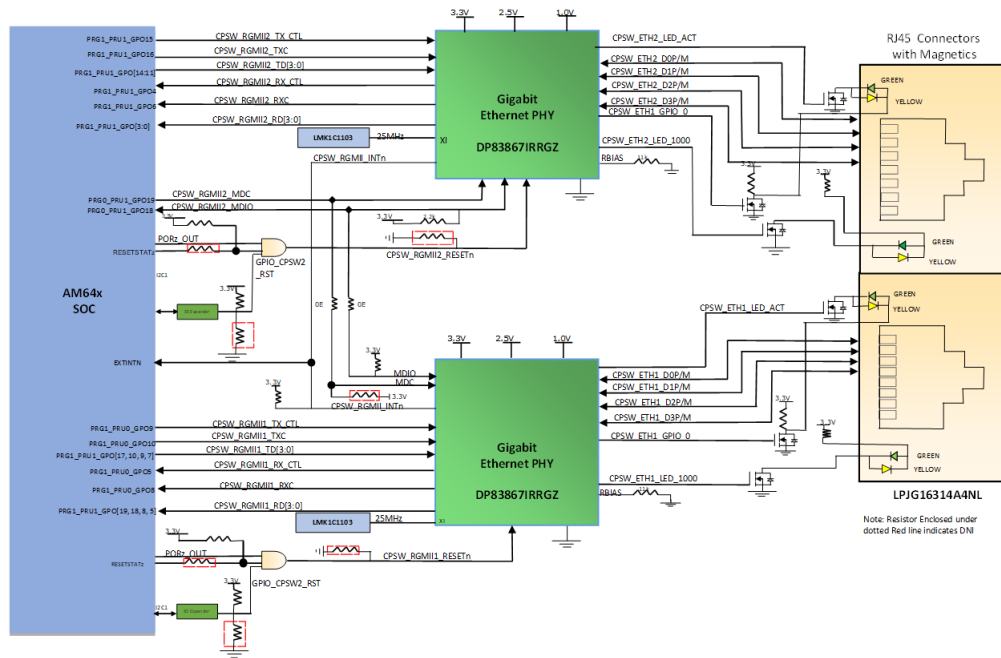 3.3V
2.5V
1.0V
PRG1_PRU1_GPO15
CPSW_RGMII2_TX_CTL
PRG1_PRU1_GPO16
CPSW_RGMII2_TXC
PRG1_PRU1_GPO[14:11]
CPSW_RGMII2_TD[3:0]
PRG1_PRU1_GPO4
CPSW_RGMII2_RX_CTL
PRG1_PRU1_GPO6
CPSW_RGMII2_RXC
PRG1_PRU1_GPO[3:0]
CPSW_RGMII2_RD[3:0]
LMK1C1103
25MHz
XI
CPSW_RGMII_INTn
Gigabit
Ethernet PHY
DP83867IRRGZ
CPSW_ETH2_LED_ACT
CPSW_ETH2_D0P/M
CPSW_ETH2_D1P/M
CPSW_ETH2_D2P/M
CPSW_ETH2_D3P/M
CPSW_ETH1_GPIO_0
CPSW_ETH2_LED_1000
RBIAS
RJ45 Connectors
with Magnetics
GREEN
YELLOW
3.3V
3.3V
GREEN
YELLOW
PRG0_PRU1_GPO19
CPSW_RGMII2_MDC
PRG0_PRU1_GPO18
CPSW_RGMII2_MDIO
3.3V
3.3V
2.2K
PORz_OUT
RESETSTATz
CPSW_RGMII2_RESETn
GPIO_CPSW2
_RST
I2C1
3.3V
AM64x
SOC
0E
0E
EXTINTN
3.3V
2.5V
1.0V
3.3V
MDIO
MDC
3.3V
3.3V
CPSW_RGMII_INTn
PRG1_PRU0_GPO9
CPSW_RGMII1_TX_CTL
PRG1_PRU0_GPO10
CPSW_RGMII1_TXC
PRG1_PRU1_GPO[17, 10, 9, 7]
CPSW_RGMII1_TD[3:0]
PRG1_PRU0_GPO5
CPSW_RGMII1_RX_CTL
PRG1_PRU0_GPO8
CPSW_RGMII1_RXC
PRG1_PRU1_GPO[19, 18, 8, 5]
CPSW_RGMII1_RD[3:0]
LMK1C1103
25MHz
XI
Gigabit
Ethernet PHY
DP83867IRRGZ
CPSW_ETH1_LED_ACT
CPSW_ETH1_D0P/M
CPSW_ETH1_D1P/M
CPSW_ETH1_D2P/M
CPSW_ETH1_D3P/M
CPSW_ETH1_GPIO_0
CPSW_ETH1_LED_1000
RBIAS
GREEN
YELLOW
3.3V
3.3V
GREEN
YELLOW
LPJG16314A4NL
Note: Resistor Enclosed under
dotted Red line indicates DNI
3.3V
PORz_OUT
RESETSTATz
CPSW_RGMII1_RESETn
GPIO_CPSW2_RST
3.3V
I2C1